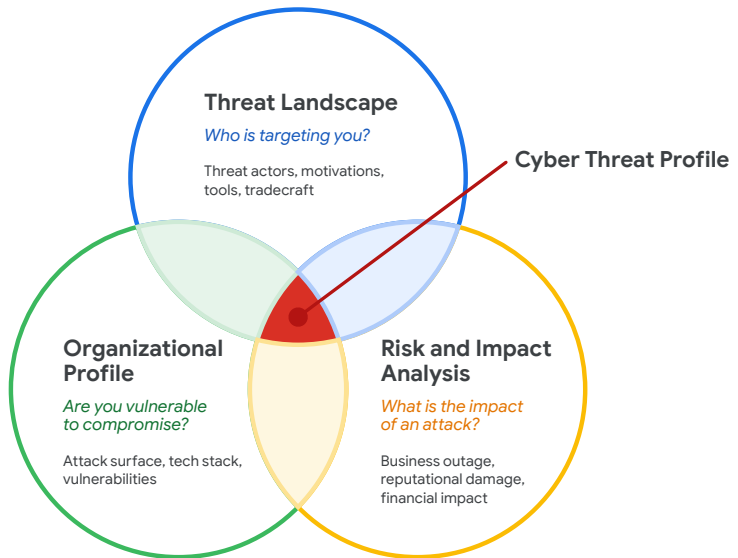 Threat Landscape
Who is targeting you?
Threat actors, motivations,
tools, tradecraft
Cyber Threat Profile
Organizational
Profile
Are you vulnerable
to compromise?
Attack surface, tech stack,
vulnerabilities
Risk and Impact
Analysis
What is the impact
of an attack?
Business outage,
reputational damage,
financial impact